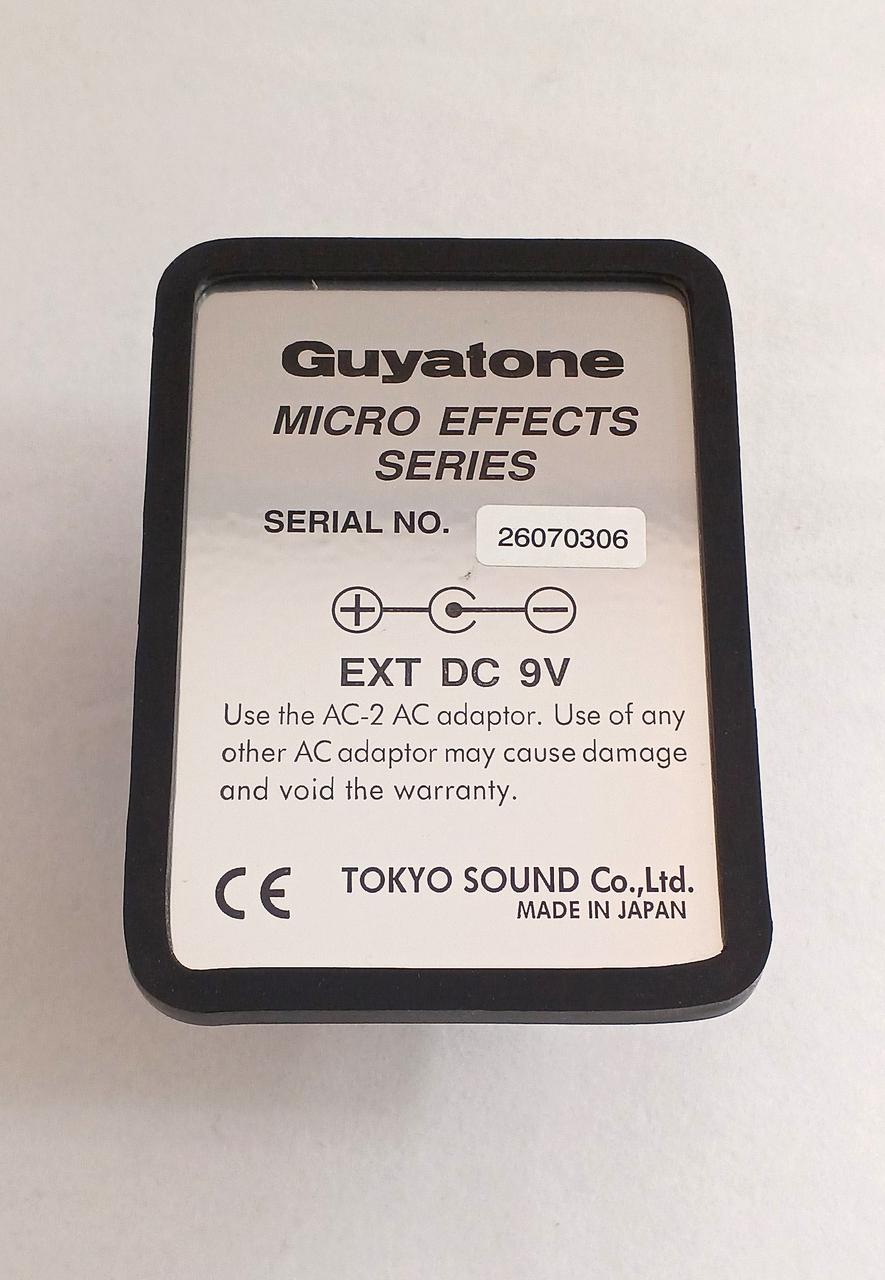 Guyatone
MICRO EFFECTS
SERIES
SERIAL NO. 26070306
EXT DC 9V
Use the AC-2 AC adaptor. Use of any
other AC adaptor may cause damage
and void the warranty.
CE TOKYO SOUND Co.,Ltd.
MADE IN JAPAN